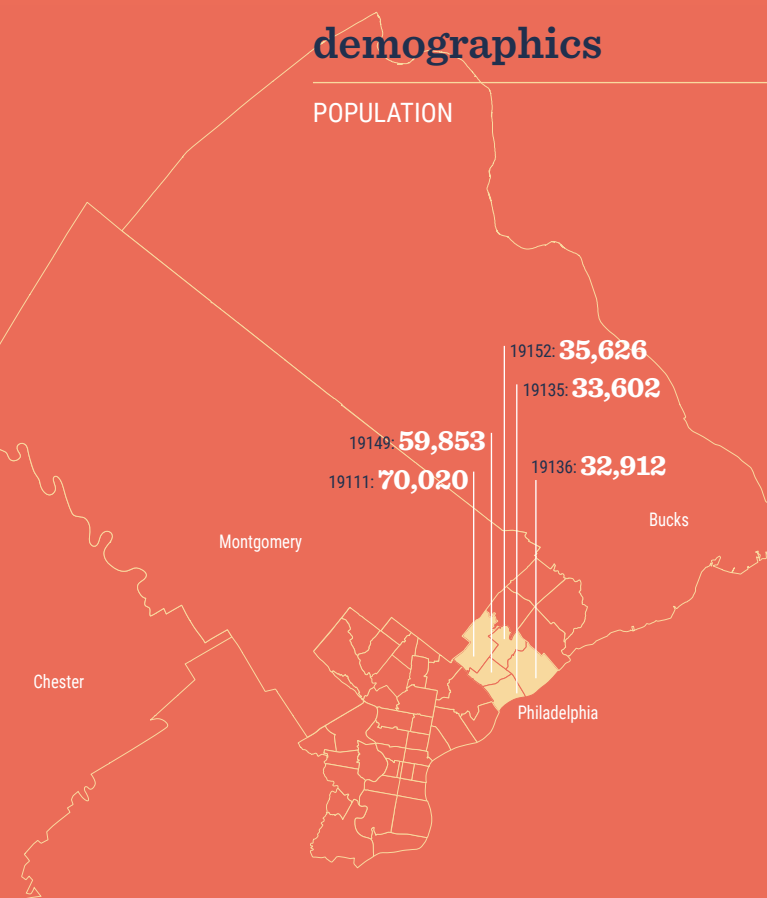 demographics
POPULATION
19152: 35,626
19135: 33,602
19149: 59,853
19136: 32,912
19111: 70,020
Bucks
Montgomery
Chester
Philadelphia